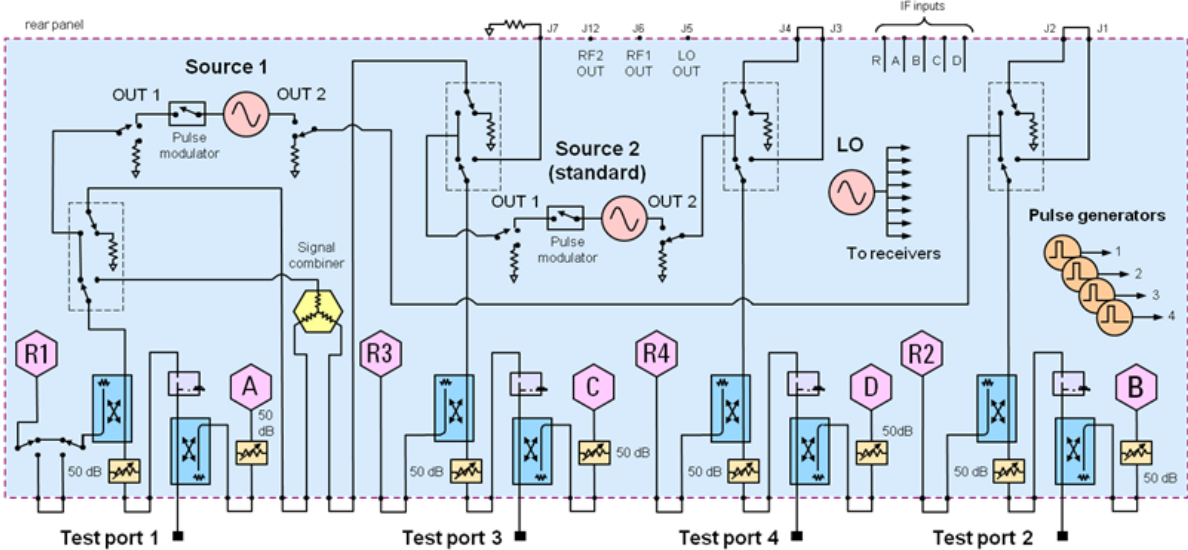 IF inputs
rear panel
J7
J12
J6
J5
J4
J3
J2
J1
RF2
OUT
RF1
OUT
LO
OUT
R
A
B
C
D
Source 1
OUT 1
OUT 2
Pulse
modulator
Source 2
(standard)
OUT 1
OUT 2
Pulse
modulator
LO
To receivers
Pulse generators
1
2
3
4
Signal
combiner
R1
A
R3
C
R4
D
R2
B
50
dB
50 dB
50 dB
50 dB
50 dB
50dB
50 dB
50 dB
Test port 1
Test port 3
Test port 4
Test port 2